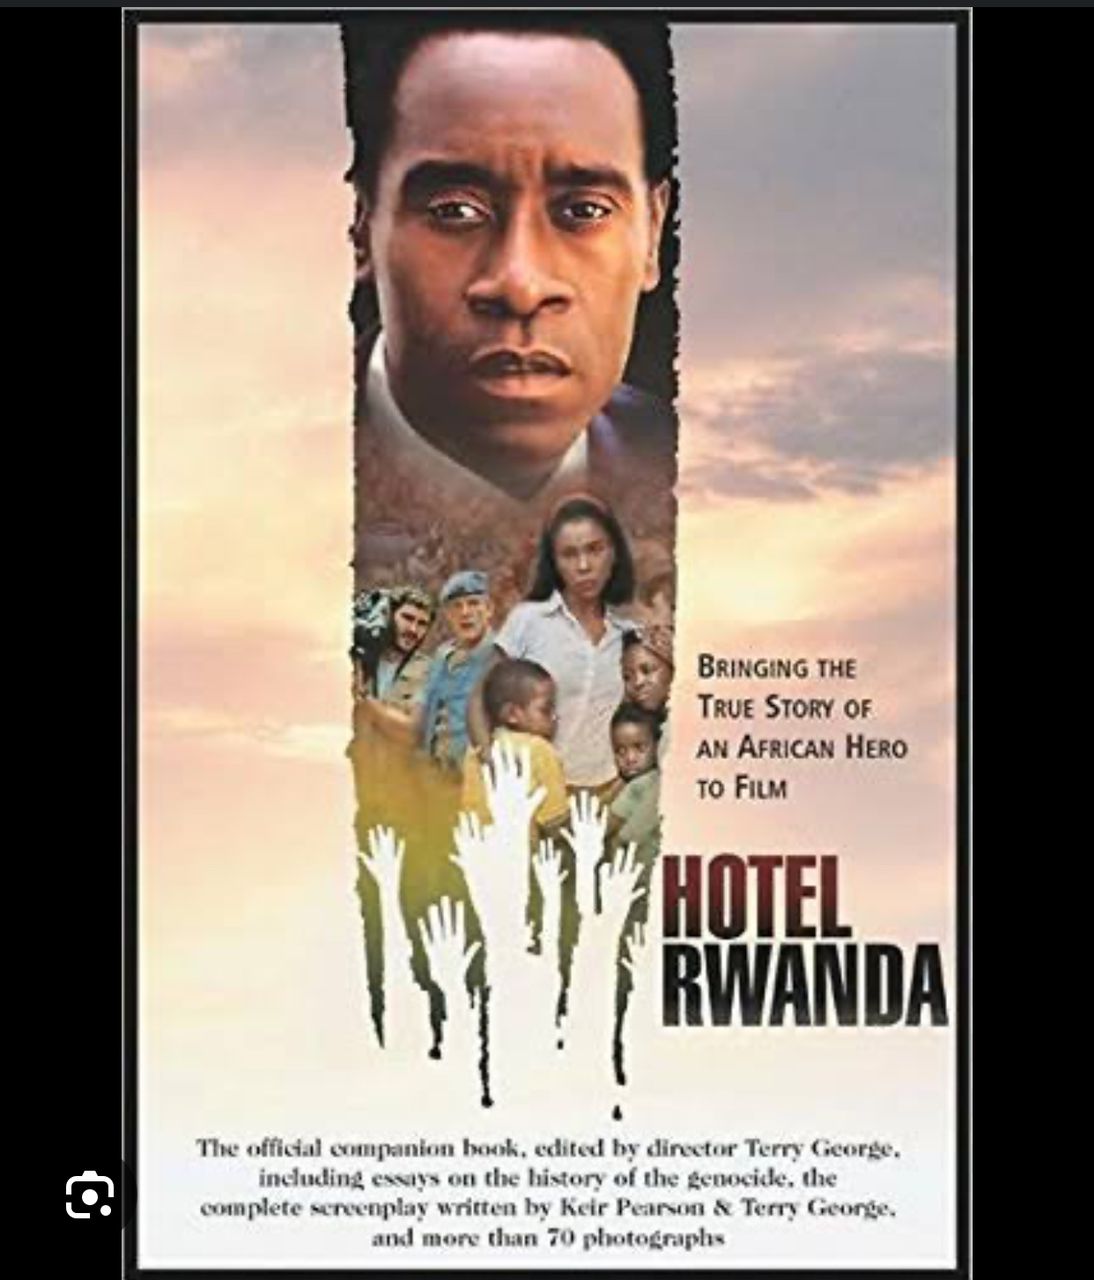 BRINGING THE
TRUE STORY OF
AN AFRICAN HERO
TO FILM
HOTEL
RWANDA
The official companion book, edited by director Terry George,
including essays on the history of the genocide, the
complete screenplay written by Keir Pearson & Terry George,
and more than 70 photographs